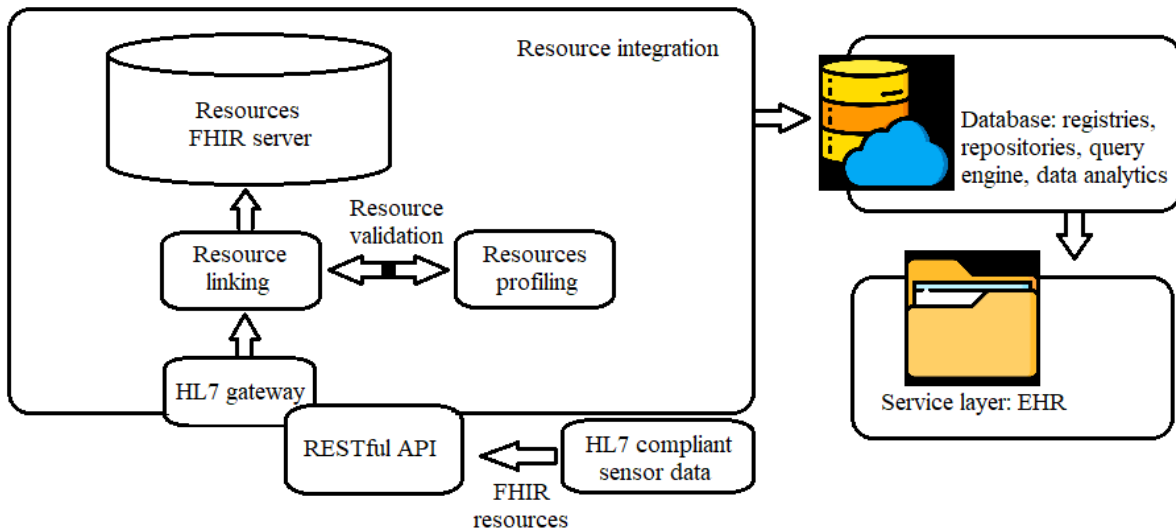 Resource integration
Resources
FHIR server
Resource
validation
Resource
linking
Resources
profiling
HL7 gateway
RESTful API
HL7 compliant
sensor data
FHIR
resources
Database: registries,
repositories, query
engine, data analytics
Service layer: EHR